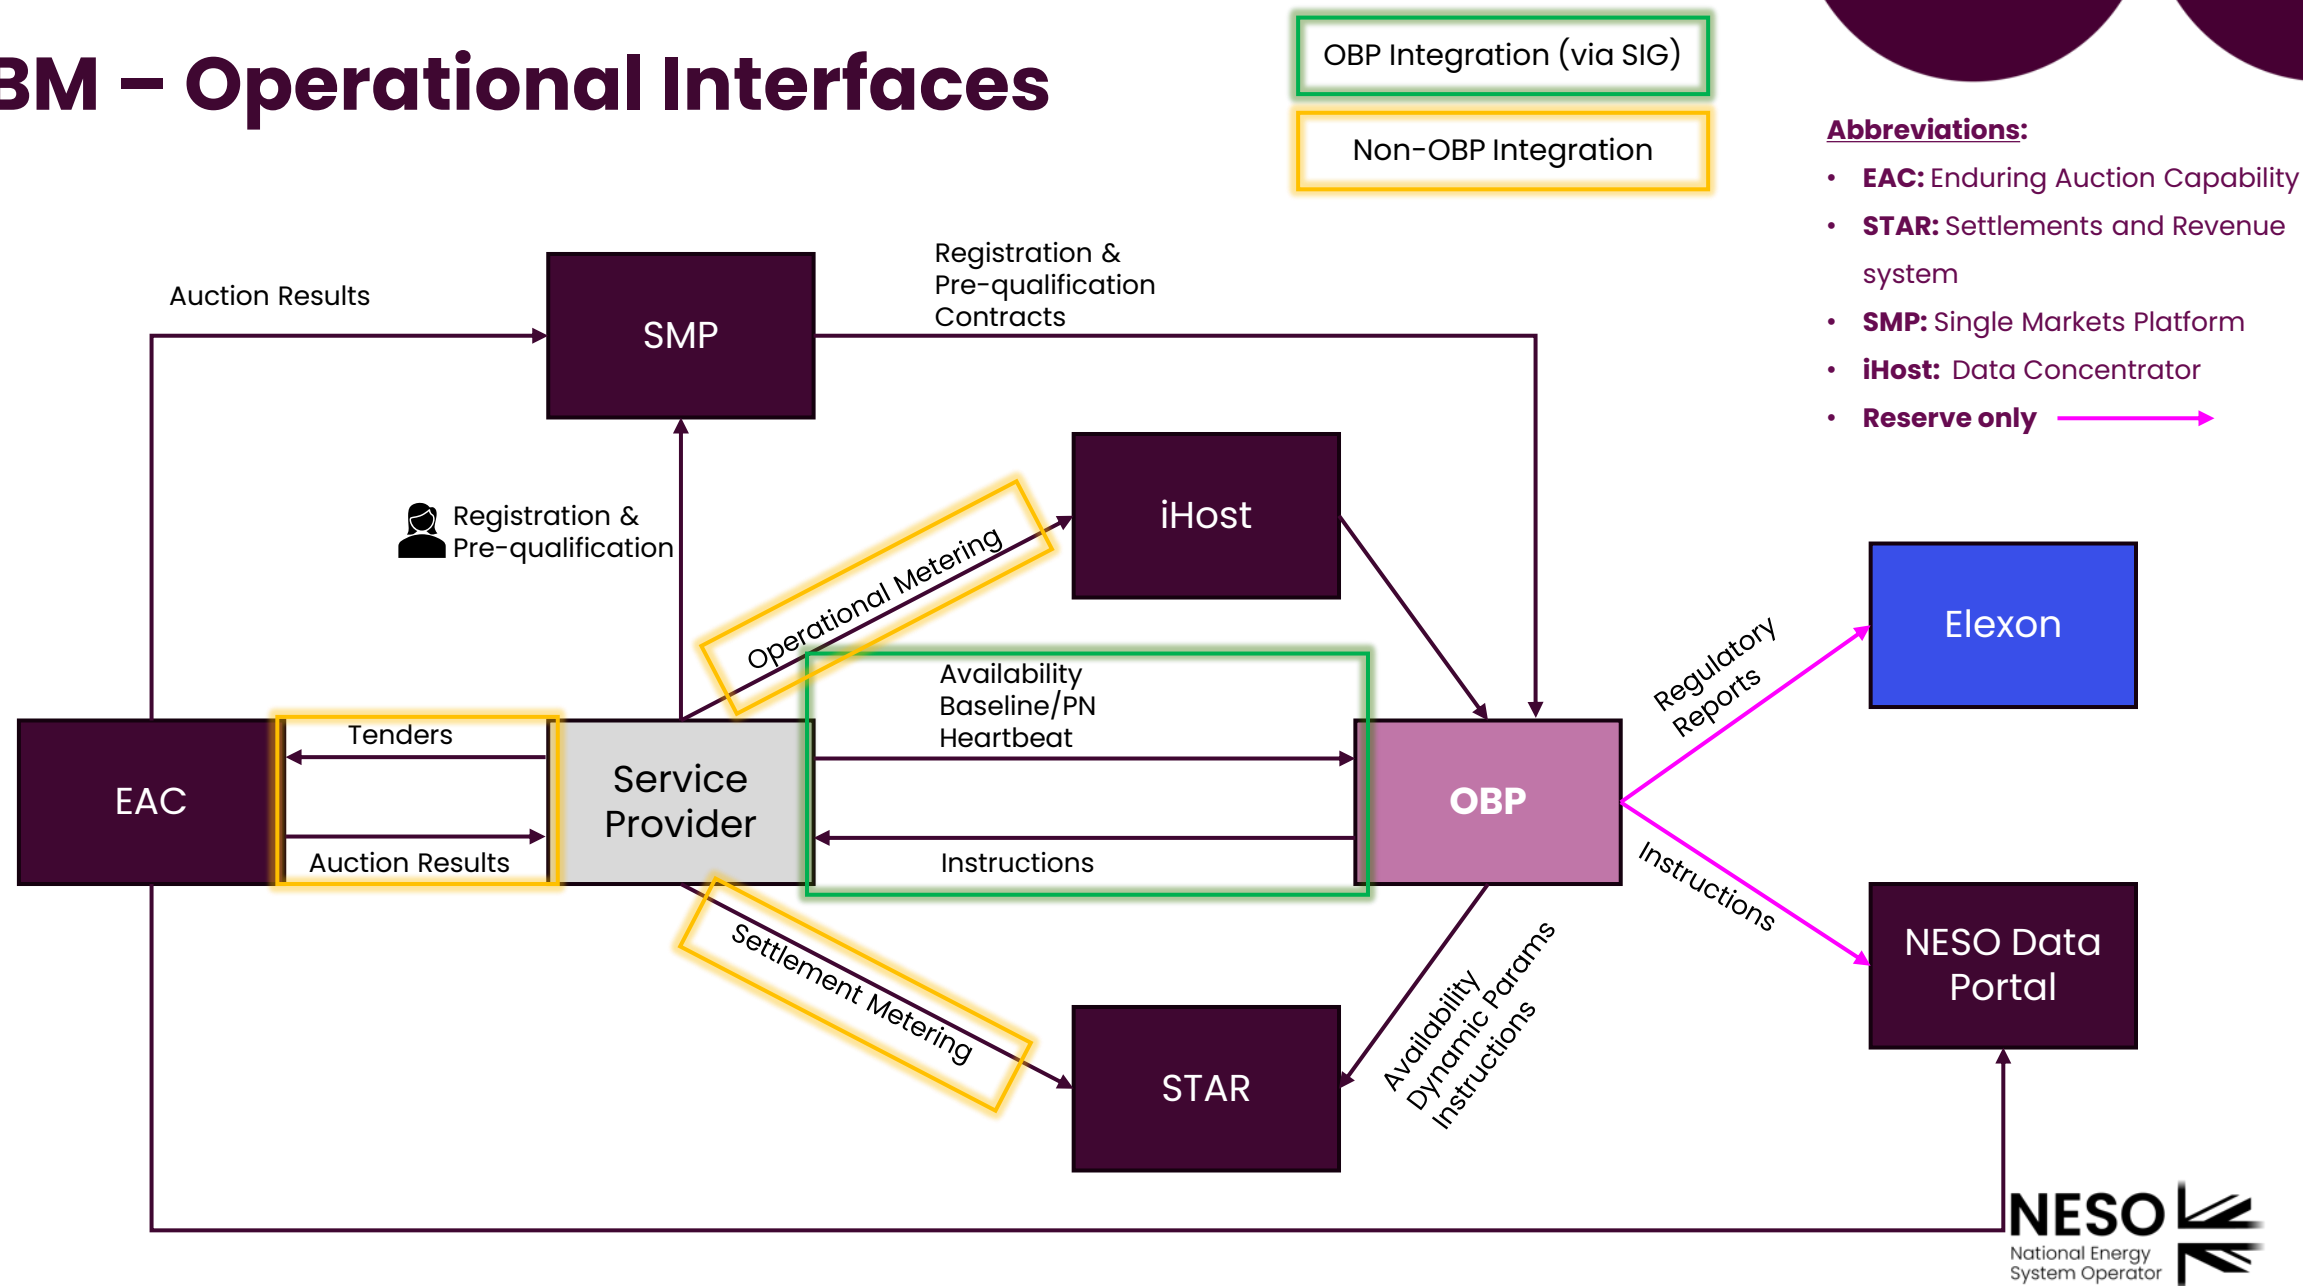 BM – Operational Interfaces
OBP Integration (via SIG)
Non-OBP Integration
Abbreviations:
• EAC: Enduring Auction Capability
• STAR: Settlements and Revenue
system
• SMP: Single Markets Platform
• iHost: Data Concentrator
• Reserve only
Auction Results
SMP
Registration &
Pre-qualification
Contracts
Registration &
Pre-qualification
Operational Metering
iHost
Elexon
Regulatory
Reports
EAC
Tenders
Auction Results
Service
Provider
Availability
Baseline/PN
Heartbeat
Instructions
OBP
Instructions
NESO Data
Portal
Settlement Metering
STAR
Availability
Dynamic Params
Instructions
NESO
National Energy
System Operator